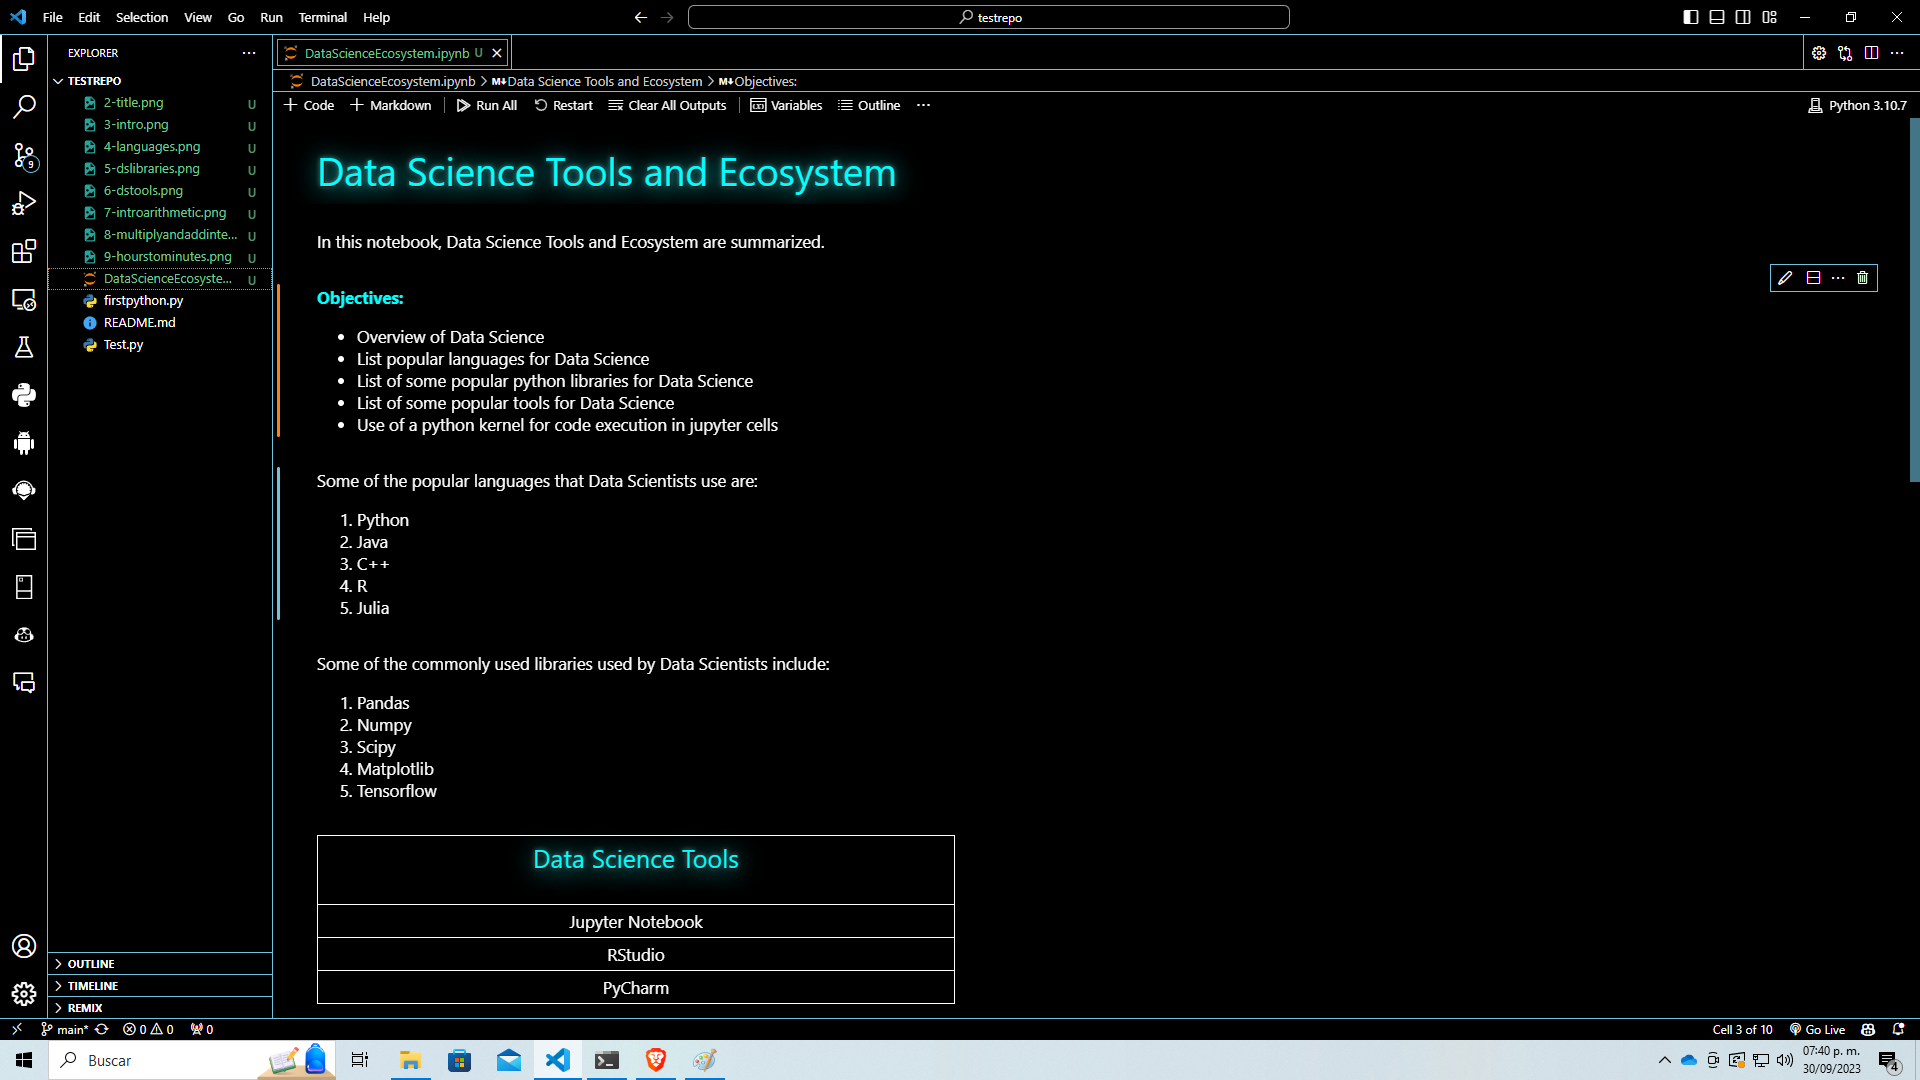 File Edit Selection View Go Run Terminal Help
testrepo
EXPLORER
TESTREPO
2-title.png U
3-intro.png U
4-languages.png U
5-dslibraries.png U
6-dstools.png U
7-introarithmetic.png U
8-multiplyandaddinte... U
9-hourstominutes.png U
DataScienceEcosyste... U
firstpython.py
README.md
Test.py
OUTLINE
TIMELINE
REMIX
9
DataScienceEcosystem.ipynb U
DataScienceEcosystem.ipynb > M↓Data Science Tools and Ecosystem > M↓Objectives:
+ Code + Markdown Run All Restart Clear All Outputs Variables Outline ···
Python 3.10.7
Data Science Tools and Ecosystem
In this notebook, Data Science Tools and Ecosystem are summarized.
Objectives:
• Overview of Data Science
• List popular languages for Data Science
• List of some popular python libraries for Data Science
• List of some popular tools for Data Science
• Use of a python kernel for code execution in jupyter cells
Some of the popular languages that Data Scientists use are:
1. Python
2. Java
3. C++
4. R
5. Julia
Some of the commonly used libraries used by Data Scientists include:
1. Pandas
2. Numpy
3. Scipy
4. Matplotlib
5. Tensorflow
Data Science Tools
Jupyter Notebook
RStudio
PyCharm
main* 0 0 0
Cell 3 of 10 Go Live
Buscar
07:40 p. m.
30/09/2023
4